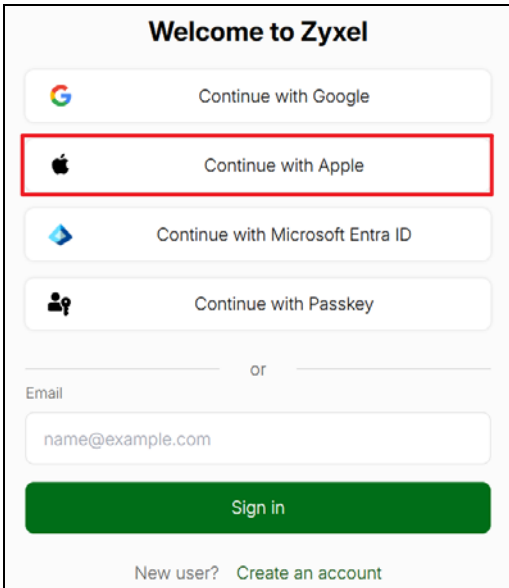 Welcome to Zyxel
Continue with Google
Continue with Apple
Continue with Microsoft Entra ID
Continue with Passkey
or
Email
name@example.com
Sign in
New user? Create an account